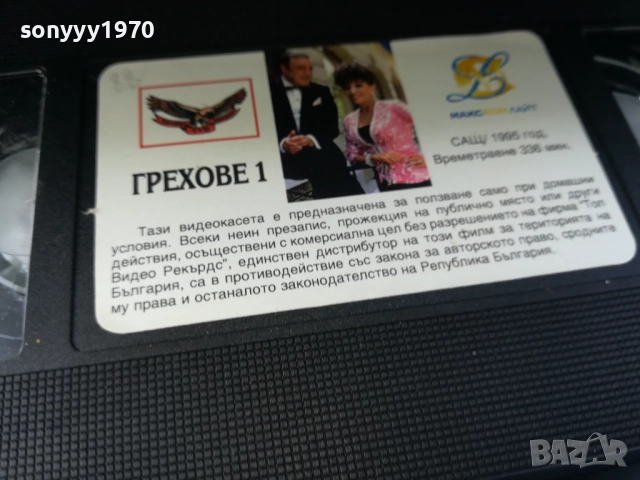 sonyyy1970
МАКСКОМ ЛАЙТ
САЩ/ 1995 год.
Времетраене 336 мин.
ГРЕХОВЕ 1
Тази видеокасета е предназначена за ползване само при домашни
условия. Всеки неин презапис, прожекция на публично място или други
действия, осъществени с комерсиална цел без разрешението на фирма "Топ
Видео Рекърдс", единствен дистрибутор на този филм за територията на
България, са в противодействие със закона за авторското право, сродните
му права и останалото законодателство на Република България.
BAZAR